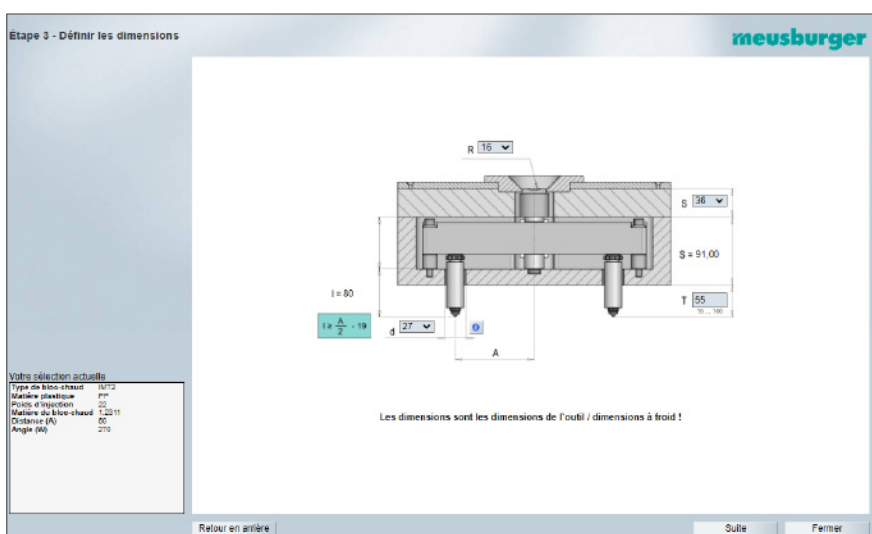 Étape 3 - Définir les dimensions
meusburger
R 16
S 36
S = 91,00
l = 80
T 55
l ≥ A/2 - 19
d 27
A
Votre sélection actuelle
Type de bloc-chaud IMT2
Matière plastique PP
Poids d'injection 22
Matière du bloc-chaud 1.2311
Distance (A)
Angle (W) 270
Les dimensions sont les dimensions de l'outil / dimensions à froid !
Retour en arrière
Suite
Fermer